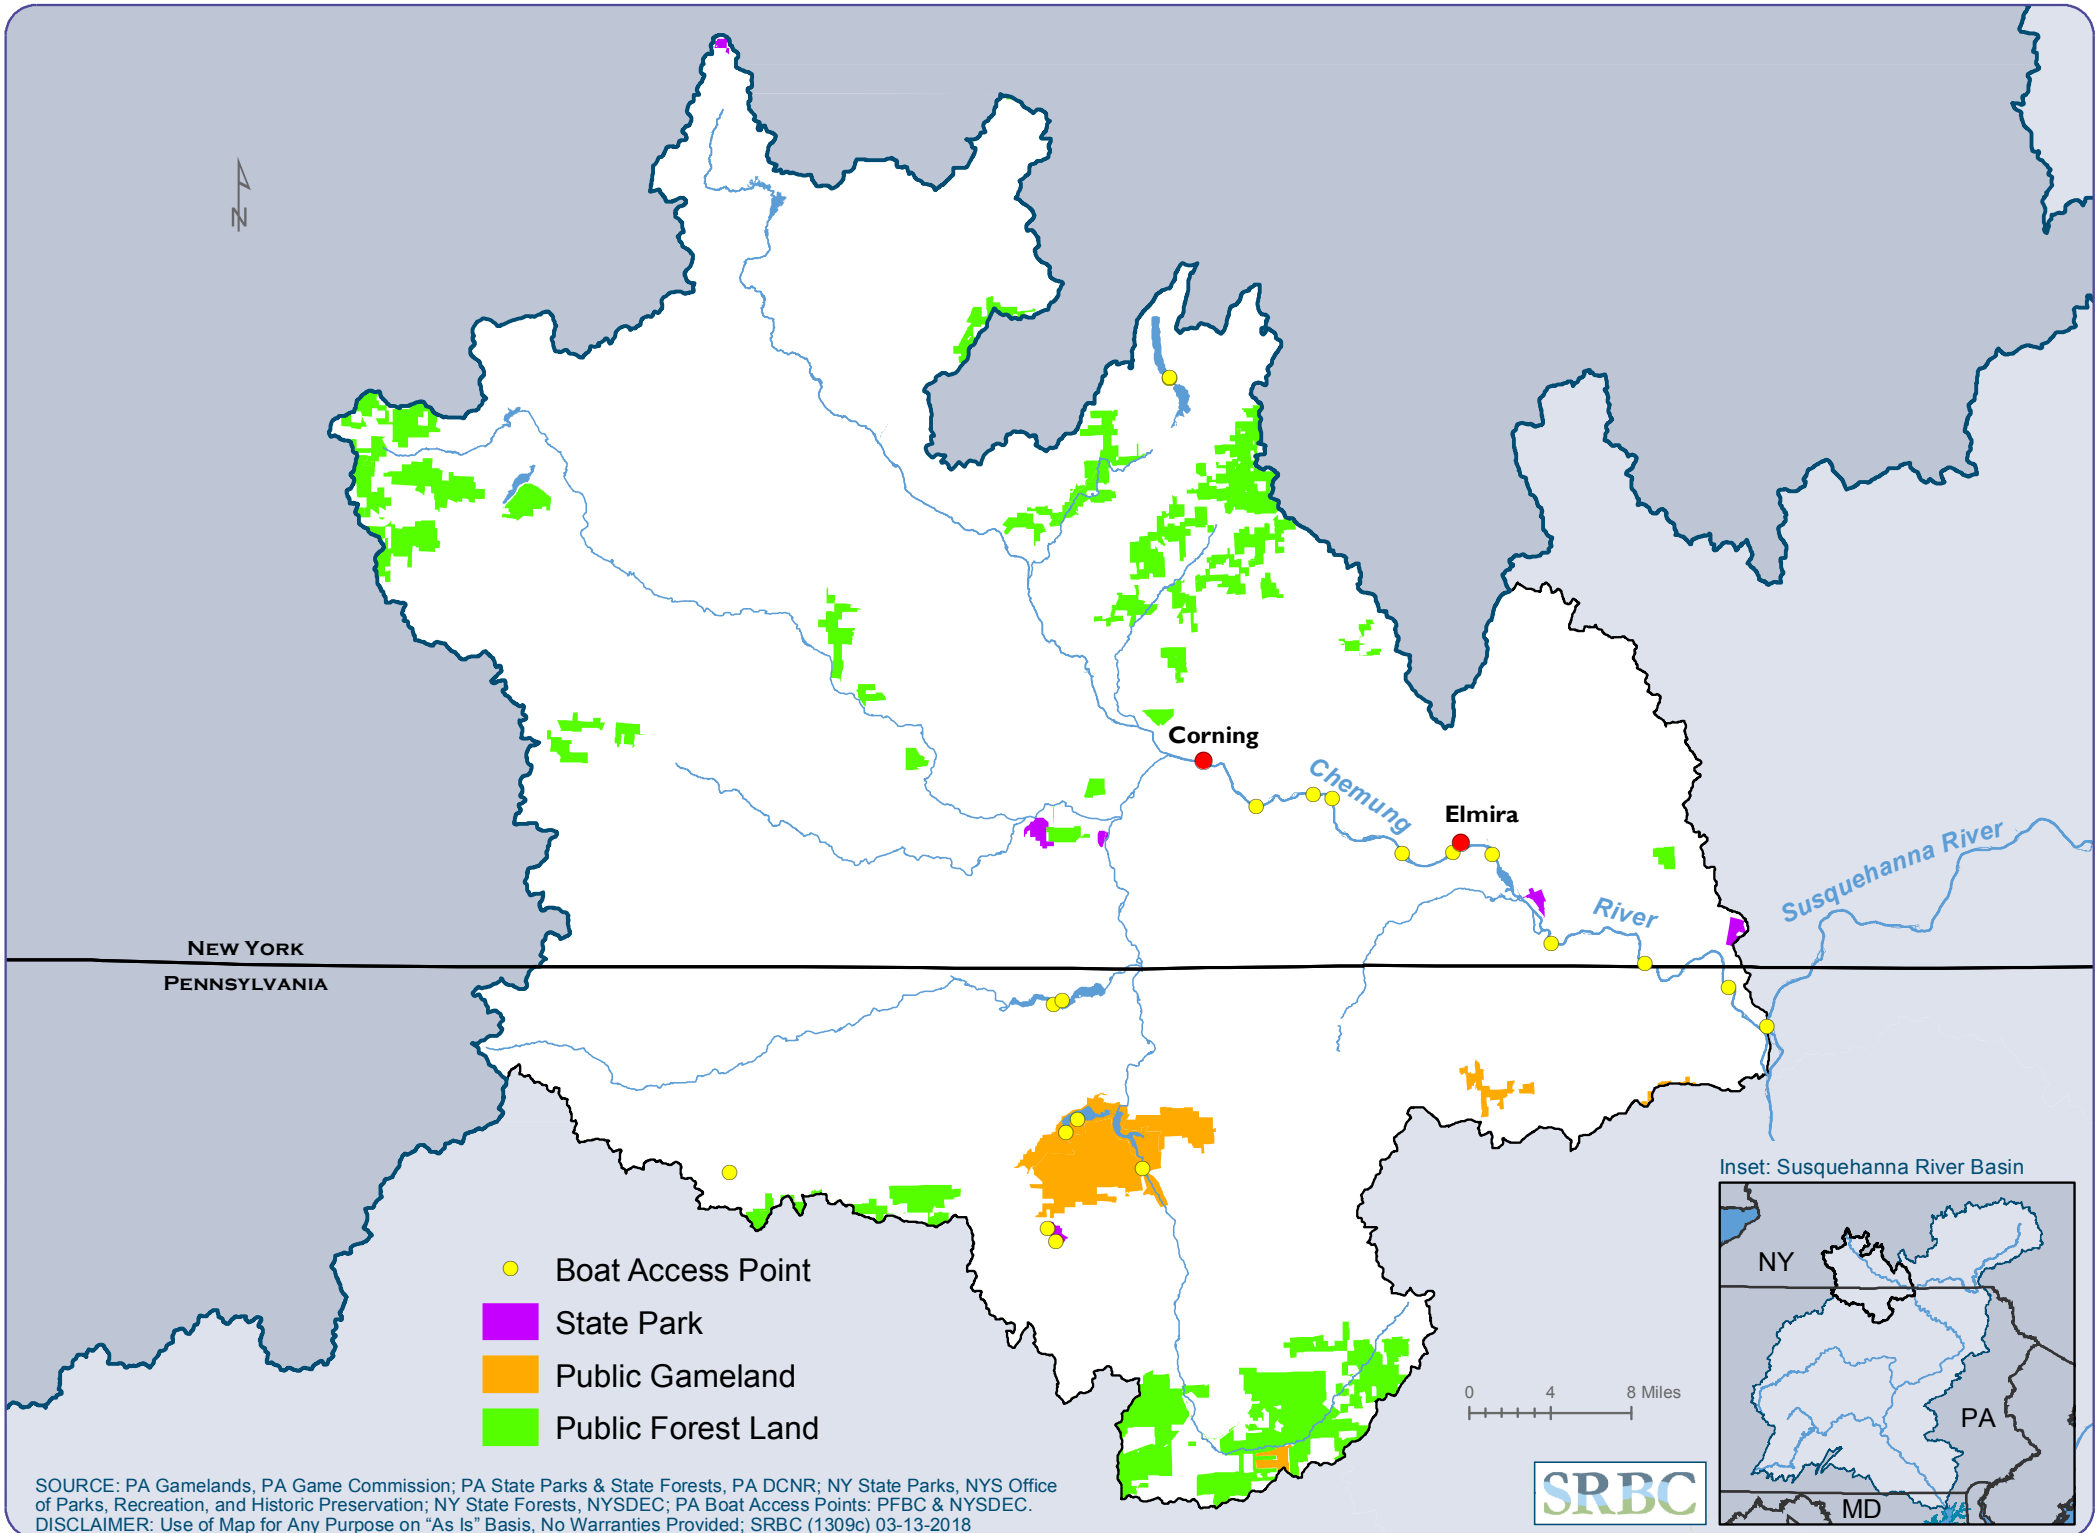 N
Corning
Chemung
Elmira
River
Susquehanna River
NEW YORK
PENNSYLVANIA
Boat Access Point
State Park
Public Gameland
Public Forest Land
0 4 8 Miles
Inset: Susquehanna River Basin
NY
PA
MD
SRBC
SOURCE: PA Gamelands, PA Game Commission; PA State Parks & State Forests, PA DCNR; NY State Parks, NYS Office
of Parks, Recreation, and Historic Preservation; NY State Forests, NYSDEC; PA Boat Access Points: PFBC & NYSDEC.
DISCLAIMER: Use of Map for Any Purpose on “As Is” Basis, No Warranties Provided; SRBC (1309c) 03-13-2018